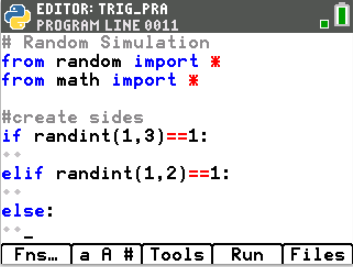 EDITOR: TRIG_PRA
PROGRAM LINE 0011
# Random Simulation
from random import *
from math import *
#create sides
if randint(1,3)==1:
◆◆
elif randint(1,2)==1:
◆◆
else:
◆◆_
Fns… a A # Tools Run Files